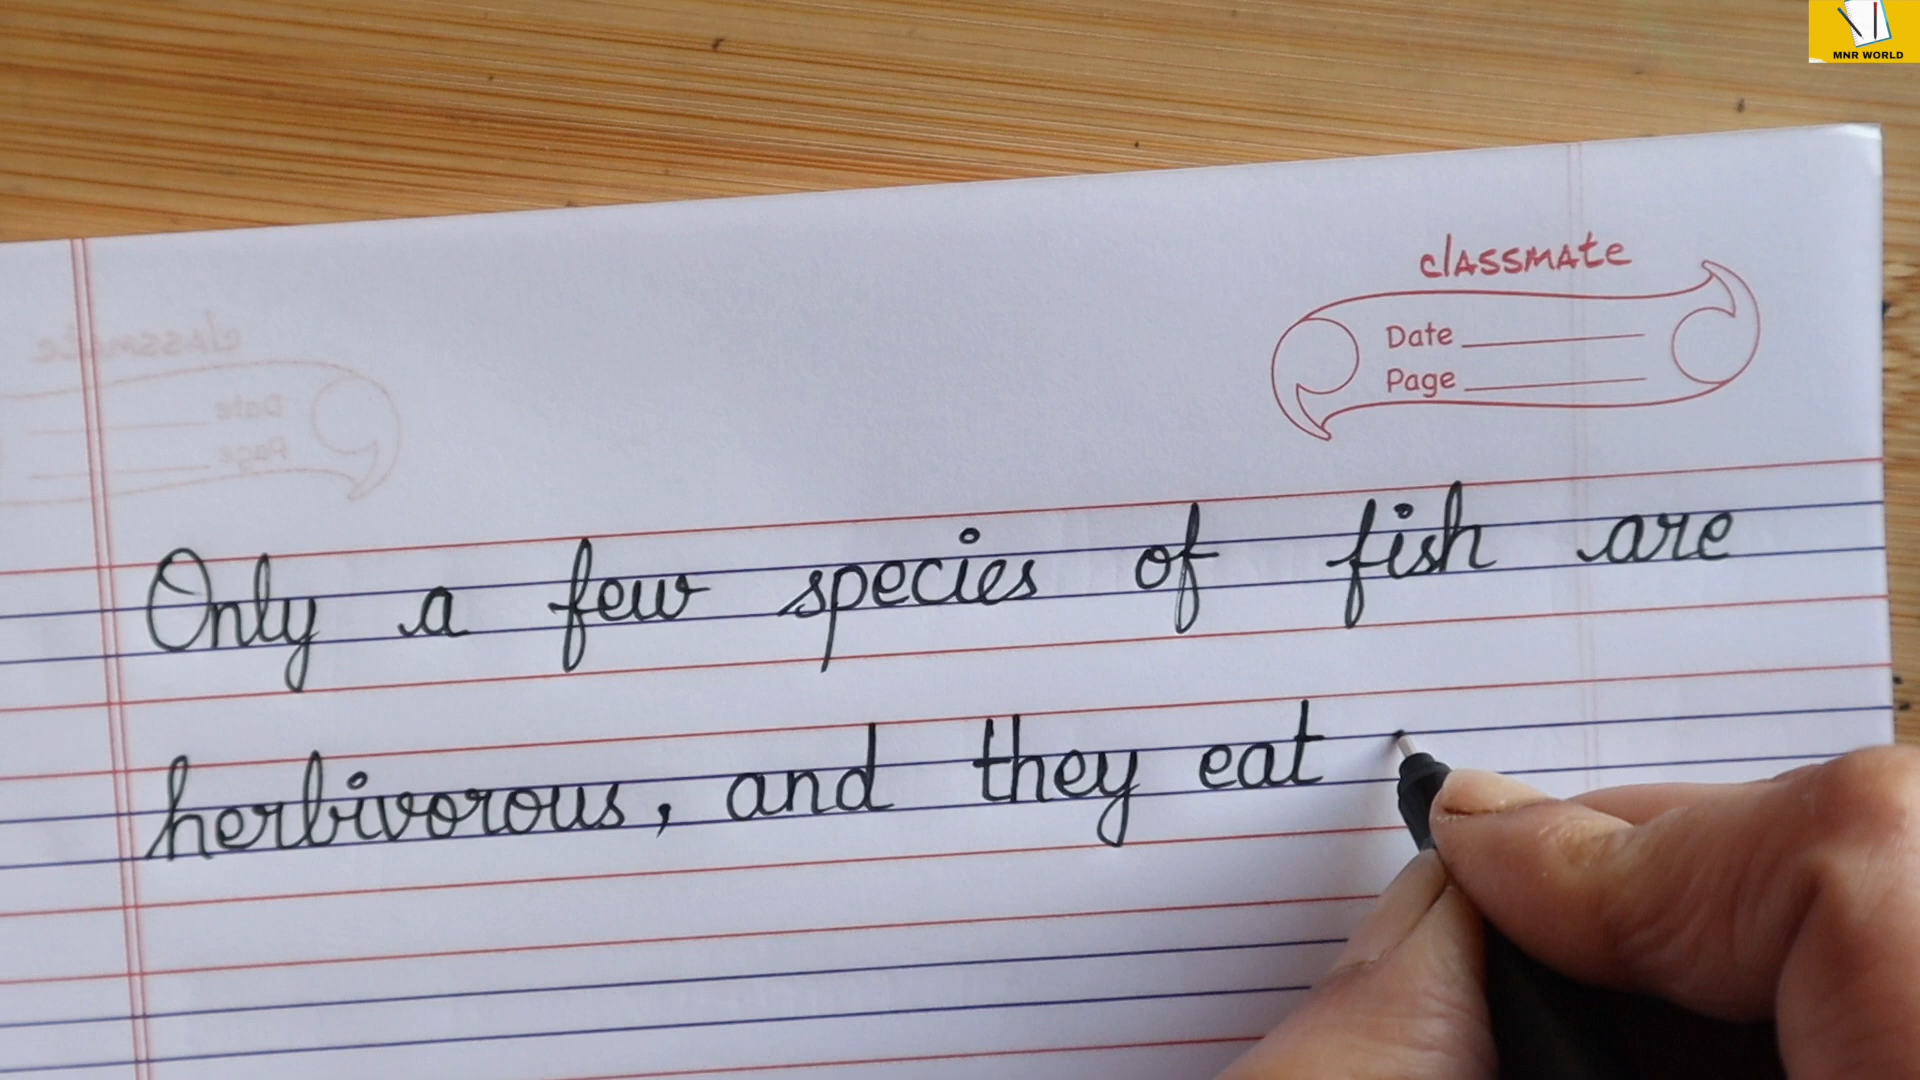 MNR WORLD
classmate
Date
Page
Only a few species of fish are
herbivorous, and they eat